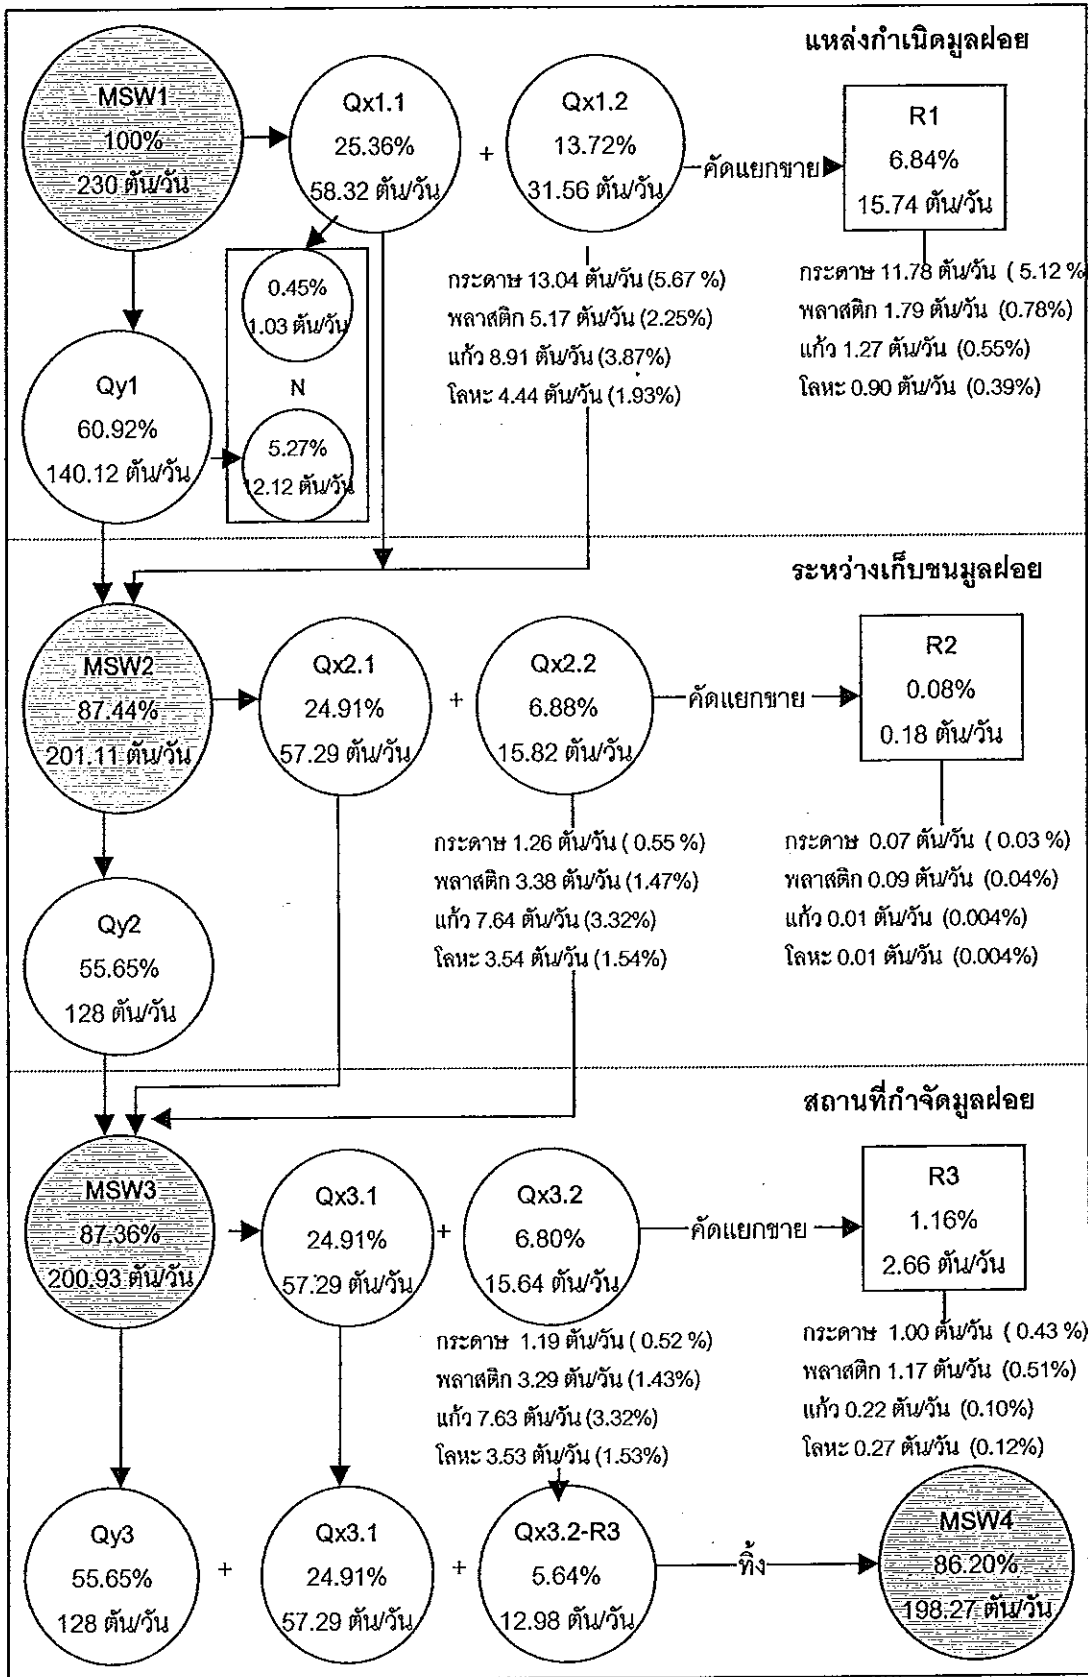 แหล่งกำเนิดมูลฝอย
MSW1
100%
230 ตัน/วัน
Qx1.1
25.36%
58.32 ตัน/วัน
+
Qx1.2
13.72%
31.56 ตัน/วัน
คัดแยกขาย
R1
6.84%
15.74 ตัน/วัน
0.45%
1.03 ตัน/วัน
N
5.27%
12.12 ตัน/วัน
Qy1
60.92%
140.12 ตัน/วัน
กระดาษ 13.04 ตัน/วัน (5.67 %)
พลาสติก 5.17 ตัน/วัน (2.25%)
แก้ว 8.91 ตัน/วัน (3.87%)
โลหะ 4.44 ตัน/วัน (1.93%)
กระดาษ 11.78 ตัน/วัน ( 5.12 %
พลาสติก 1.79 ตัน/วัน (0.78%)
แก้ว 1.27 ตัน/วัน (0.55%)
โลหะ 0.90 ตัน/วัน (0.39%)
ระหว่างเก็บขนมูลฝอย
MSW2
87.44%
201.11 ตัน/วัน
Qx2.1
24.91%
57.29 ตัน/วัน
+
Qx2.2
6.88%
15.82 ตัน/วัน
คัดแยกขาย
R2
0.08%
0.18 ตัน/วัน
Qy2
55.65%
128 ตัน/วัน
กระดาษ 1.26 ตัน/วัน ( 0.55 %)
พลาสติก 3.38 ตัน/วัน (1.47%)
แก้ว 7.64 ตัน/วัน (3.32%)
โลหะ 3.54 ตัน/วัน (1.54%)
กระดาษ 0.07 ตัน/วัน ( 0.03 %)
พลาสติก 0.09 ตัน/วัน (0.04%)
แก้ว 0.01 ตัน/วัน (0.004%)
โลหะ 0.01 ตัน/วัน (0.004%)
สถานที่กำจัดมูลฝอย
MSW3
87.36%
200.93 ตัน/วัน
Qx3.1
24.91%
57.29 ตัน/วัน
+
Qx3.2
6.80%
15.64 ตัน/วัน
คัดแยกขาย
R3
1.16%
2.66 ตัน/วัน
กระดาษ 1.19 ตัน/วัน ( 0.52 %)
พลาสติก 3.29 ตัน/วัน (1.43%)
แก้ว 7.63 ตัน/วัน (3.32%)
โลหะ 3.53 ตัน/วัน (1.53%)
กระดาษ 1.00 ตัน/วัน ( 0.43 %)
พลาสติก 1.17 ตัน/วัน (0.51%)
แก้ว 0.22 ตัน/วัน (0.10%)
โลหะ 0.27 ตัน/วัน (0.12%)
Qy3
55.65%
128 ตัน/วัน
+
Qx3.1
24.91%
57.29 ตัน/วัน
+
Qx3.2-R3
5.64%
12.98 ตัน/วัน
ทิ้ง
MSW4
86.20%
198.27 ตัน/วัน